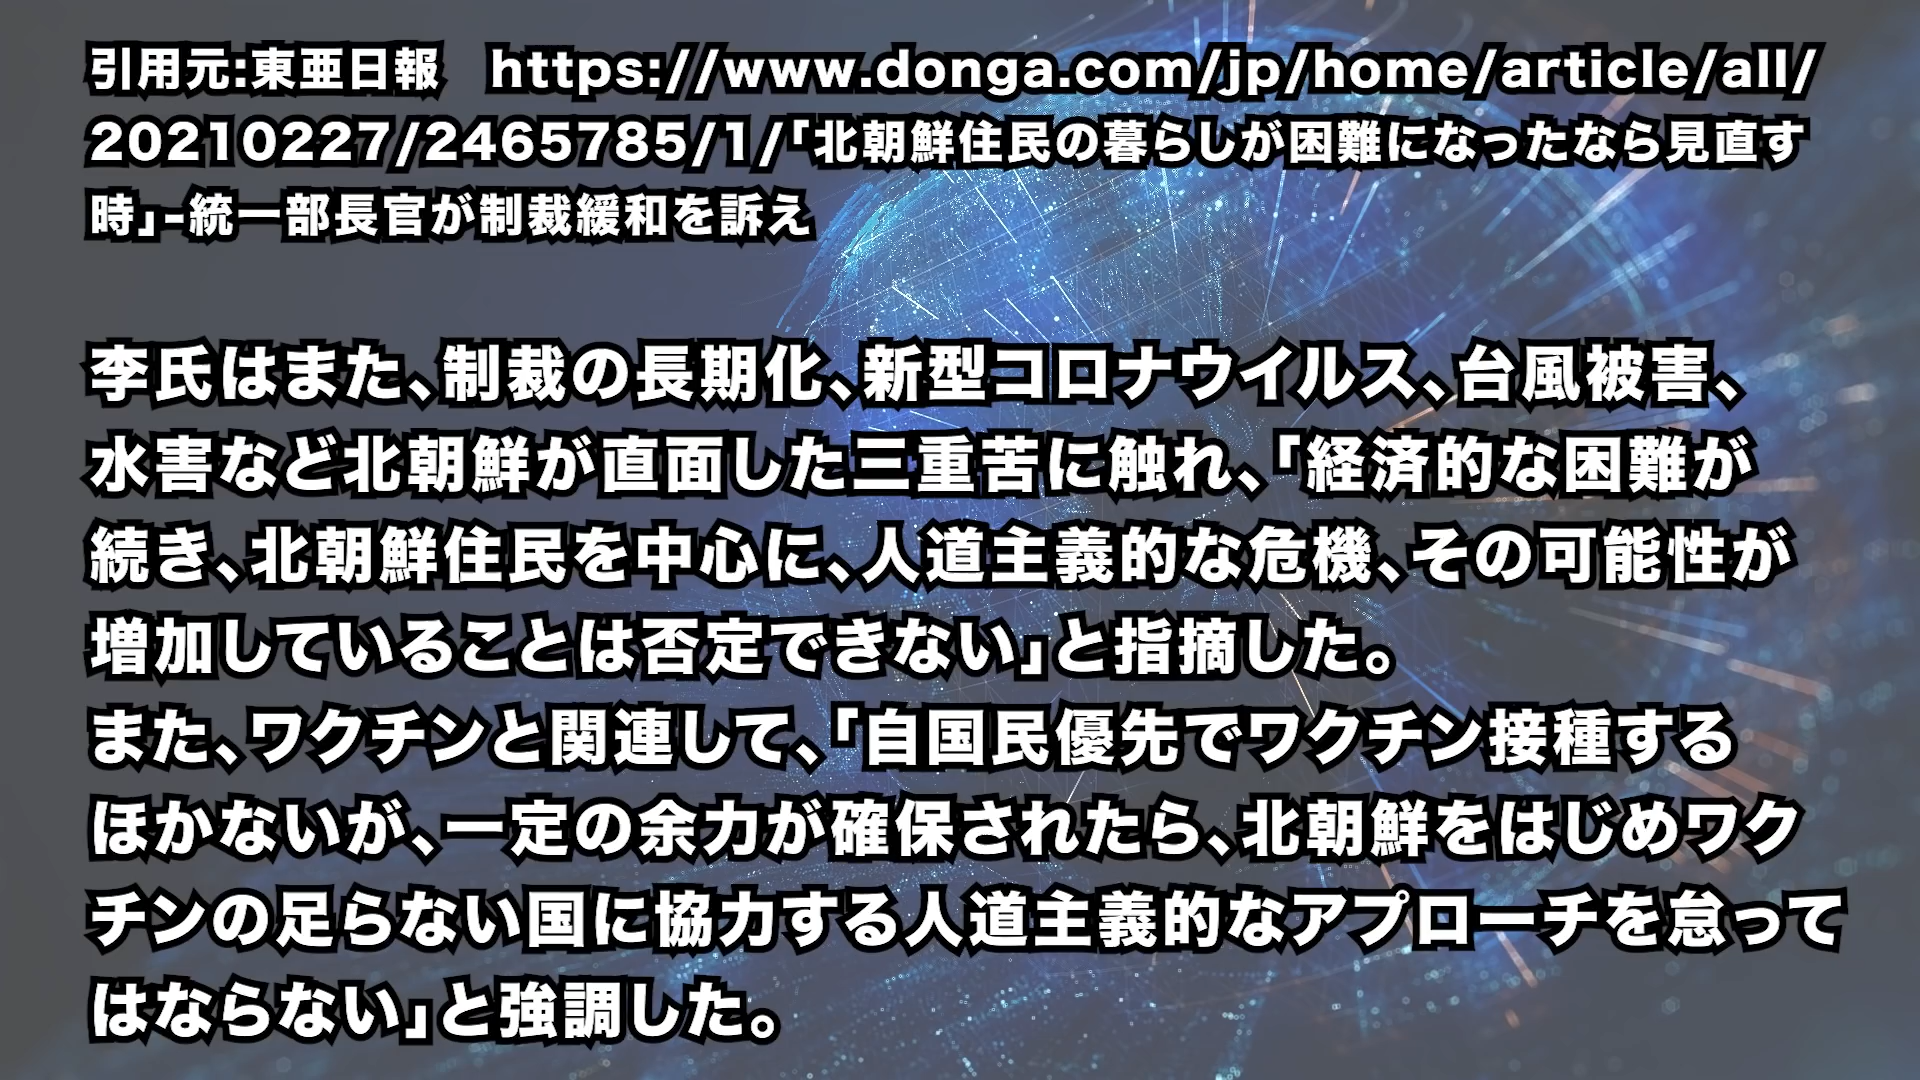 引用元:東亜日報　https://www.donga.com/jp/home/article/all/
20210227/2465785/1/「北朝鮮住民の暮らしが困難になったなら見直す
時」-統一部長官が制裁緩和を訴え
李氏はまた、制裁の長期化、新型コロナウイルス、台風被害、
水害など北朝鮮が直面した三重苦に触れ、「経済的な困難が
続き、北朝鮮住民を中心に、人道主義的な危機、その可能性が
増加していることは否定できない」と指摘した。
また、ワクチンと関連して、「自国民優先でワクチン接種する
ほかないが、一定の余力が確保されたら、北朝鮮をはじめワク
チンの足らない国に協力する人道主義的なアプローチを怠って
はならない」と強調した。